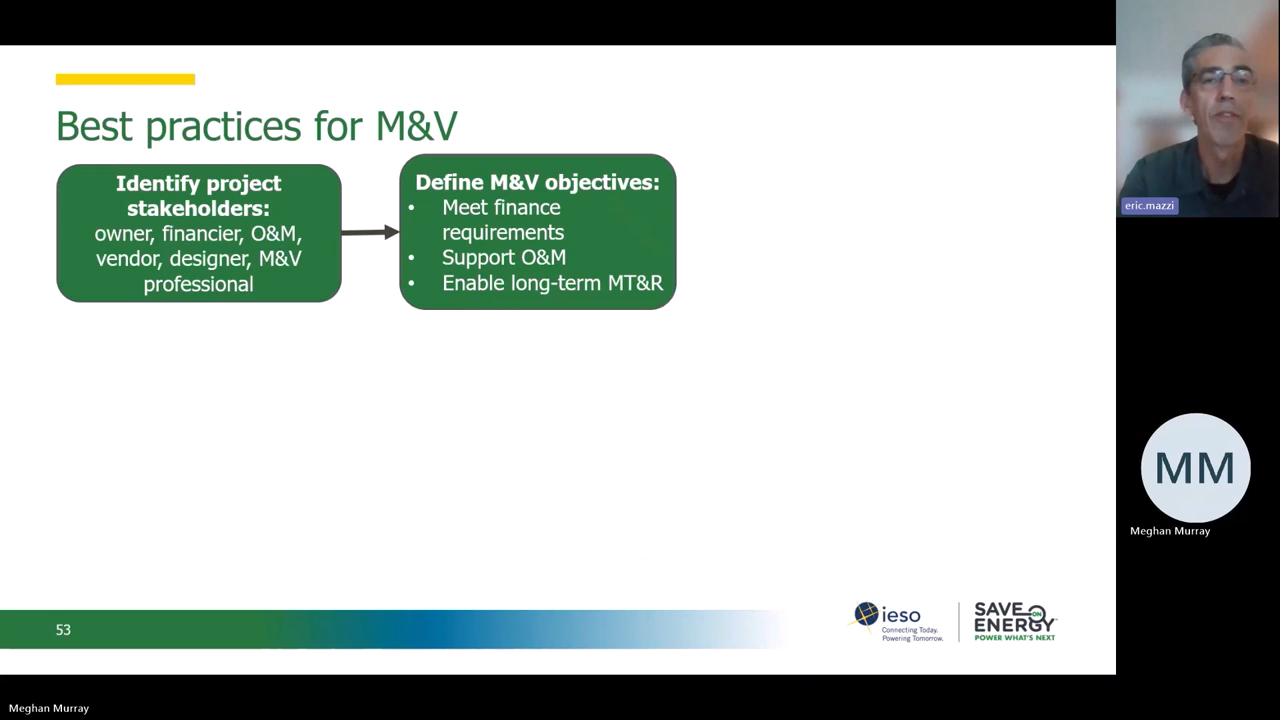 Best practices for M&V
Identify project
stakeholders:
owner, financier, O&M,
vendor, designer, M&V
professional
Define M&V objectives:
• Meet finance
requirements
• Support O&M
• Enable long-term MT&R
53
ieso
Connecting Today.
Powering Tomorrow.
SAVE ON
ENERGY
POWER WHAT'S NEXT
eric.mazzi
MM
Meghan Murray
Meghan Murray